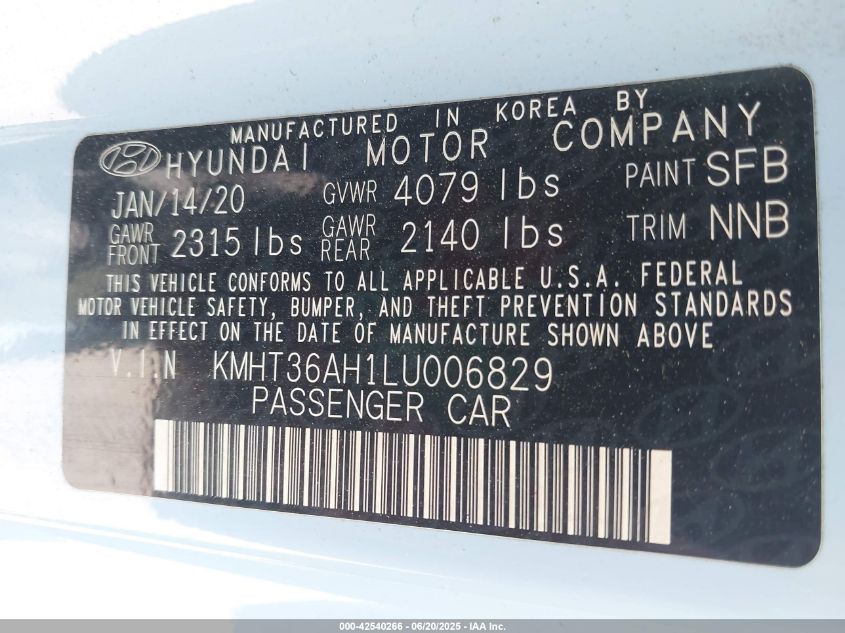 MANUFACTURED IN KOREA BY
HYUNDAI MOTOR COMPANY
JAN/14/20 GVWR 4079 lbs PAINT SFB
GAWR FRONT 2315 lbs GAWR REAR 2140 lbs TRIM NNB
THIS VEHICLE CONFORMS TO ALL APPLICABLE U.S.A. FEDERAL
MOTOR VEHICLE SAFETY, BUMPER, AND THEFT PREVENTION STANDARDS
IN EFFECT ON THE DATE OF MANUFACTURE SHOWN ABOVE
V.I.N KMHT36AH1LU006829
PASSENGER CAR
000-42540266 - 06/20/2025 - IAA Inc.